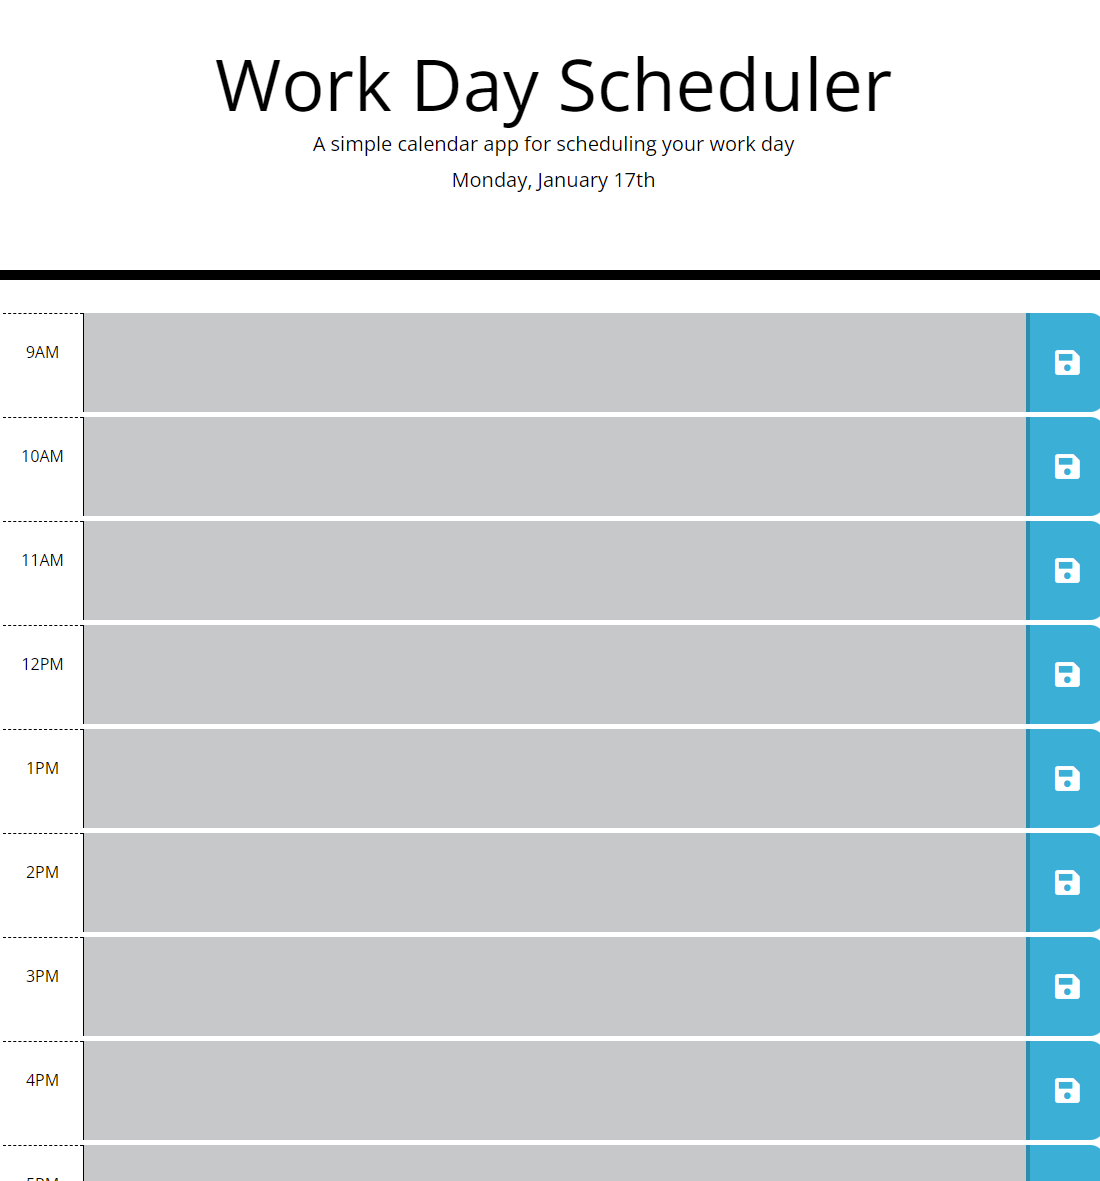 Work Day Scheduler
A simple calendar app for scheduling your work day
Monday, January 17th
9AM
10AM
11AM
12PM
1PM
2PM
3PM
4PM
5PM